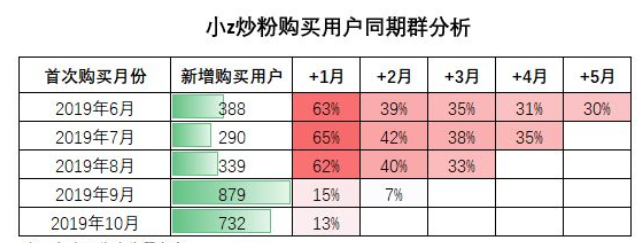 小z炒粉购买用户同期群分析
首次购买月份 新增购买用户 +1月 +2月 +3月 +4月 +5月
2019年6月 388 63% 39% 35% 31% 30%
2019年7月 290 65% 42% 38% 35%
2019年8月 339 62% 40% 33%
2019年9月 879 15% 7%
2019年10月 732 13%